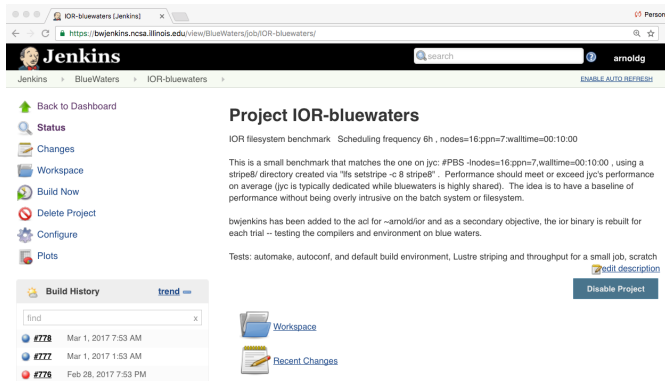 IOR-bluewaters [Jenkins]
Person
https://bwjenkins.ncsa.illinois.edu/view/BlueWaters/job/IOR-bluewaters/
Jenkins
search
arnoldg
Jenkins
BlueWaters
IOR-bluewaters
ENABLE AUTO REFRESH
Back to Dashboard
Status
Changes
Workspace
Build Now
Delete Project
Configure
Plots
Build History
trend
find
x
#778 Mar 1, 2017 7:53 AM
#777 Mar 1, 2017 1:53 AM
#776 Feb 28, 2017 7:53 PM
Project IOR-bluewaters
IOR filesystem benchmark Scheduling frequency 6h , nodes=16:ppn=7:walltime=00:10:00
This is a small benchmark that matches the one on jyc: #PBS -lnodes=16:ppn=7,walltime=00:10:00 , using a
stripe8/ directory created via "lfs setstripe -c 8 stripe8" . Performance should meet or exceed jyc's performance
on average (jyc is typically dedicated while bluewaters is highly shared). The idea is to have a baseline of
performance without being overly intrusive on the batch system or filesystem.
bwjenkins has been added to the acl for ~arnold/ior and as a secondary objective, the ior binary is rebuilt for
each trial -- testing the compilers and environment on blue waters.
Tests: automake, autoconf, and default build environment, Lustre striping and throughput for a small job, scratch
edit description
Disable Project
Workspace
Recent Changes